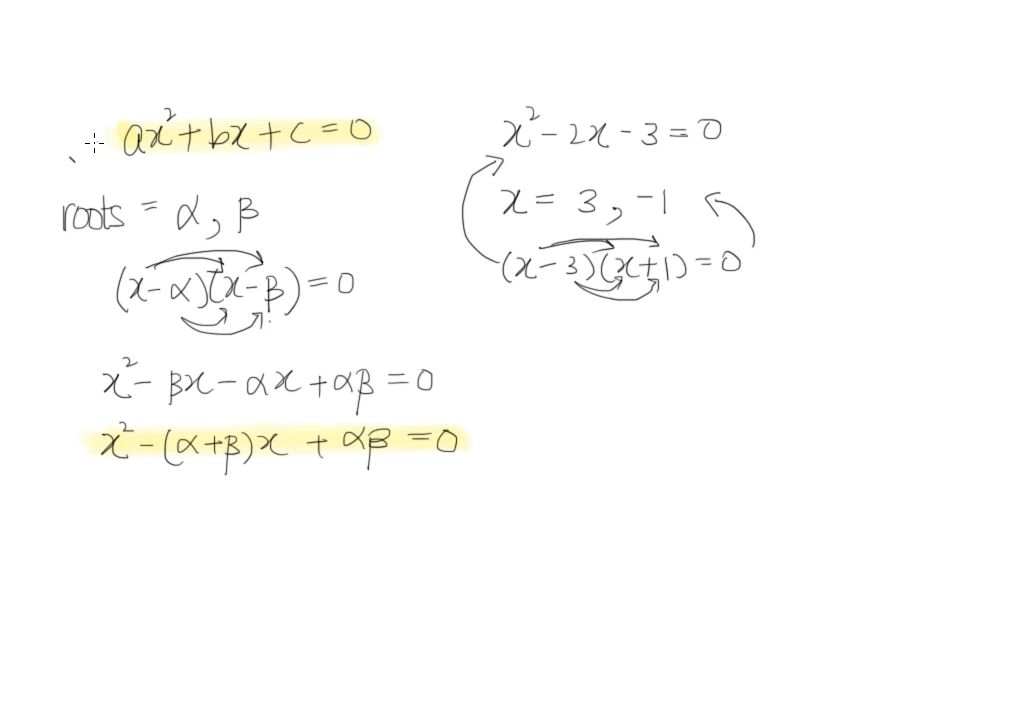 ax² + bx + c = 0
roots = α, β
(x - α)(x - β) = 0
x² - βx - αx + αβ = 0
x² - (α + β)x + αβ = 0
x² - 2x - 3 = 0
x = 3, -1
(x - 3)(x + 1) = 0